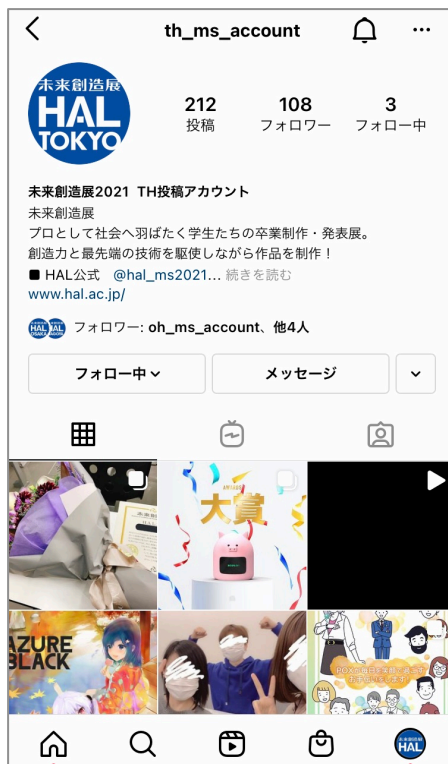 th_ms_account
未来創造展
HAL
TOKYO
212
投稿
108
フォロワー
3
フォロー中
未来創造展2021 TH投稿アカウント
未来創造展
プロとして社会へ羽ばたく学生たちの卒業制作・発表展。
創造力と最先端の技術を駆使しながら作品を制作！
■ HAL公式 @hal_ms2021... 続きを読む
www.hal.ac.jp/
フォロワー: oh_ms_account、他4人
フォロー中
メッセージ
大賞
AZURE
BLACK
未来創造展
HAL